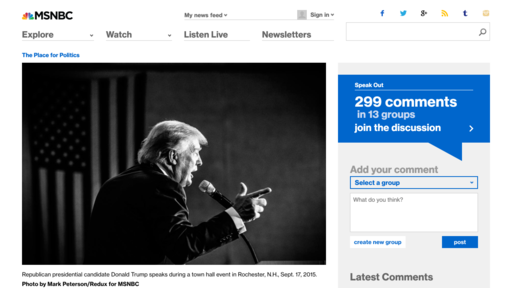 MSNBC
My news feed
Sign in
Explore
Watch
Listen Live
Newsletters
The Place for Politics
Speak Out
299 comments
in 13 groups
join the discussion
Add your comment
Select a group
What do you think?
create new group
post
Latest Comments
Republican presidential candidate Donald Trump speaks during a town hall event in Rochester, N.H., Sept. 17, 2015.
Photo by Mark Peterson/Redux for MSNBC